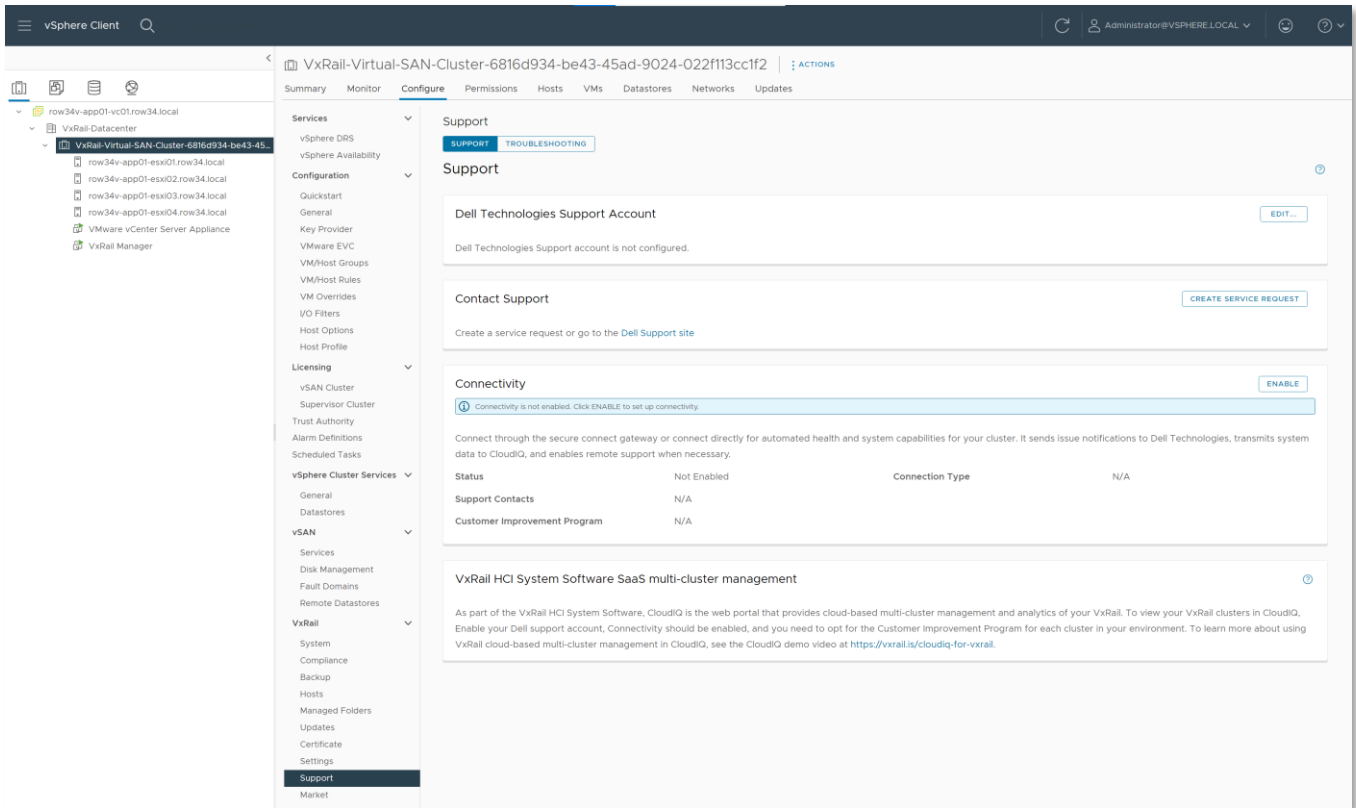 vSphere Client
Administrator@VSPHERE.LOCAL
row34v-app01-vc01.row34.local
VxRail-Datacenter
VxRail-Virtual-SAN-Cluster-6816d934-be43-45...
row34v-app01-esxi01.row34.local
row34v-app01-esxi02.row34.local
row34v-app01-esxi03.row34.local
row34v-app01-esxi04.row34.local
VMware vCenter Server Appliance
VxRail Manager
VxRail-Virtual-SAN-Cluster-6816d934-be43-45ad-9024-022f113cc1f2
ACTIONS
Summary Monitor Configure Permissions Hosts VMs Datastores Networks Updates
Services
vSphere DRS
vSphere Availability
Configuration
Quickstart
General
Key Provider
VMware EVC
VM/Host Groups
VM/Host Rules
VM Overrides
I/O Filters
Host Options
Host Profile
Licensing
vSAN Cluster
Supervisor Cluster
Trust Authority
Alarm Definitions
Scheduled Tasks
vSphere Cluster Services
General
Datastores
vSAN
Services
Disk Management
Fault Domains
Remote Datastores
VxRail
System
Compliance
Backup
Hosts
Managed Folders
Updates
Certificate
Settings
Support
Market
Support
SUPPORT TROUBLESHOOTING
Support
Dell Technologies Support Account
EDIT...
Dell Technologies Support account is not configured.
Contact Support
CREATE SERVICE REQUEST
Create a service request or go to the Dell Support site
Connectivity
ENABLE
Connectivity is not enabled. Click ENABLE to set up connectivity.
Connect through the secure connect gateway or connect directly for automated health and system capabilities for your cluster. It sends issue notifications to Dell Technologies, transmits system
data to CloudIQ, and enables remote support when necessary.
Status Not Enabled Connection Type N/A
Support Contacts N/A
Customer Improvement Program N/A
VxRail HCI System Software SaaS multi-cluster management
As part of the VxRail HCI System Software, CloudIQ is the web portal that provides cloud-based multi-cluster management and analytics of your VxRail. To view your VxRail clusters in CloudIQ,
Enable your Dell support account, Connectivity should be enabled, and you need to opt for the Customer Improvement Program for each cluster in your environment. To learn more about using
VxRail cloud-based multi-cluster management in CloudIQ, see the CloudIQ demo video at https://vxrail.is/cloudiq-for-vxrail.